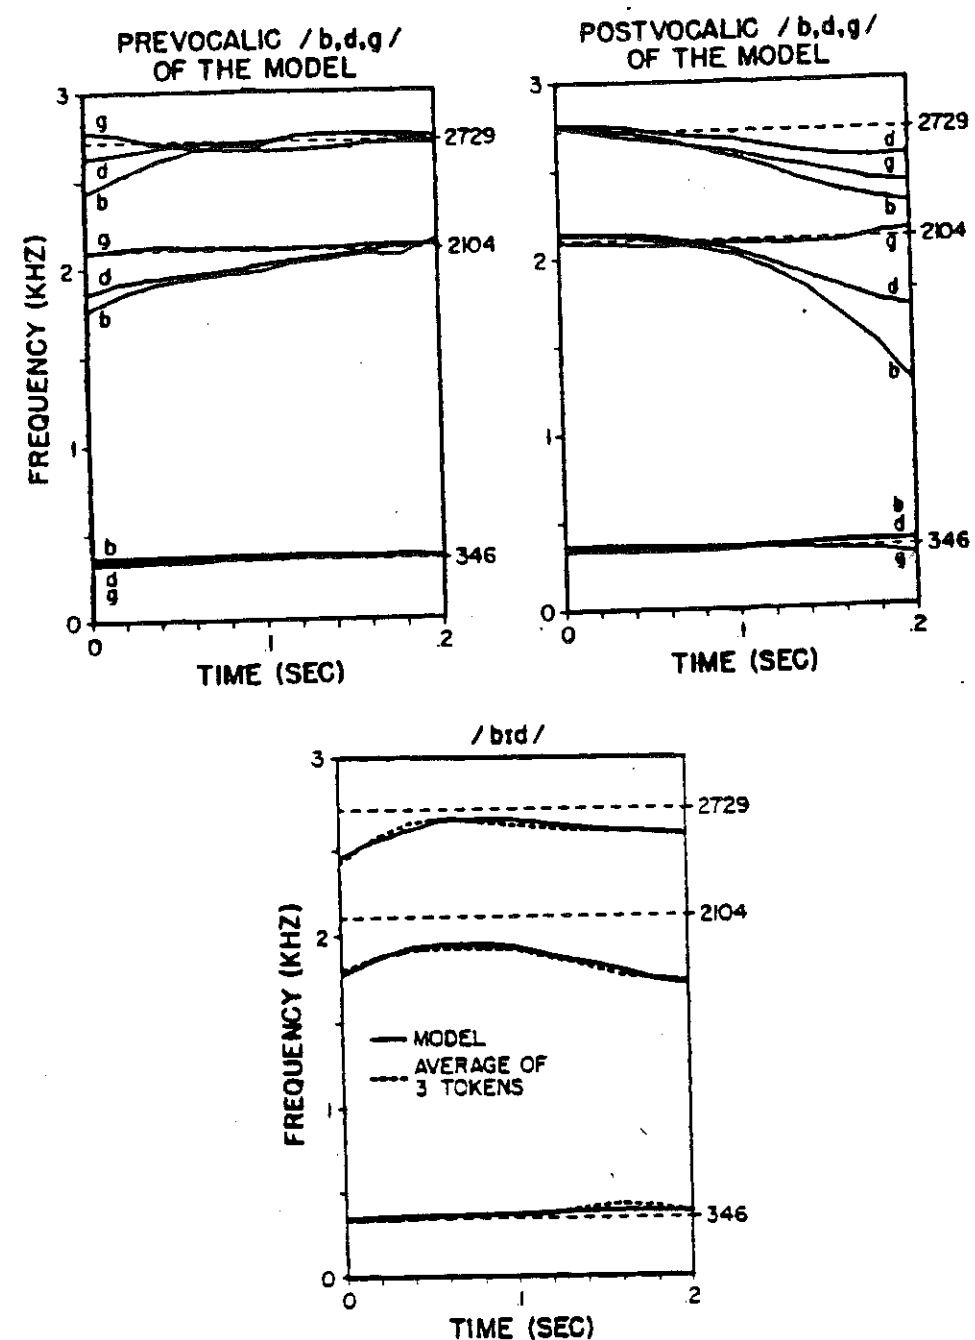 PREVOCALIC /b,d,g/
OF THE MODEL
3
2
1
0
g
d
b
g
d
b
b
d
g
2729
2104
346
0
.1
.2
FREQUENCY (KHZ)
TIME (SEC)
POSTVOCALIC /b,d,g/
OF THE MODEL
3
2
1
0
d
g
b
g
d
b
b
d
g
2729
2104
346
0
.1
.2
TIME (SEC)
/bɪd/
3
2
1
0
2729
2104
346
MODEL
AVERAGE OF
3 TOKENS
0
.1
.2
FREQUENCY (KHZ)
TIME (SEC)